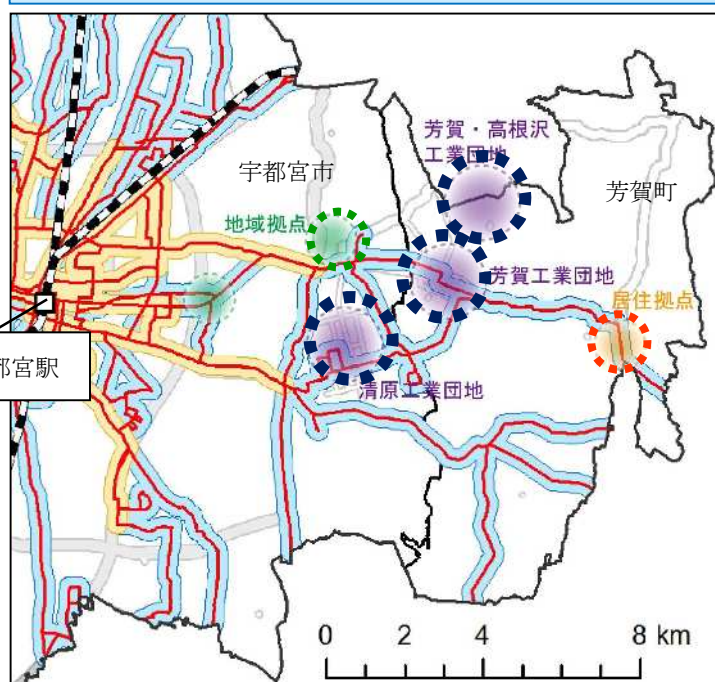 芳賀・高根沢
工業団地
宇都宮市
芳賀町
地域拠点
芳賀工業団地
居住拠点
都宮駅
清原工業団地
0 2 4 8 km